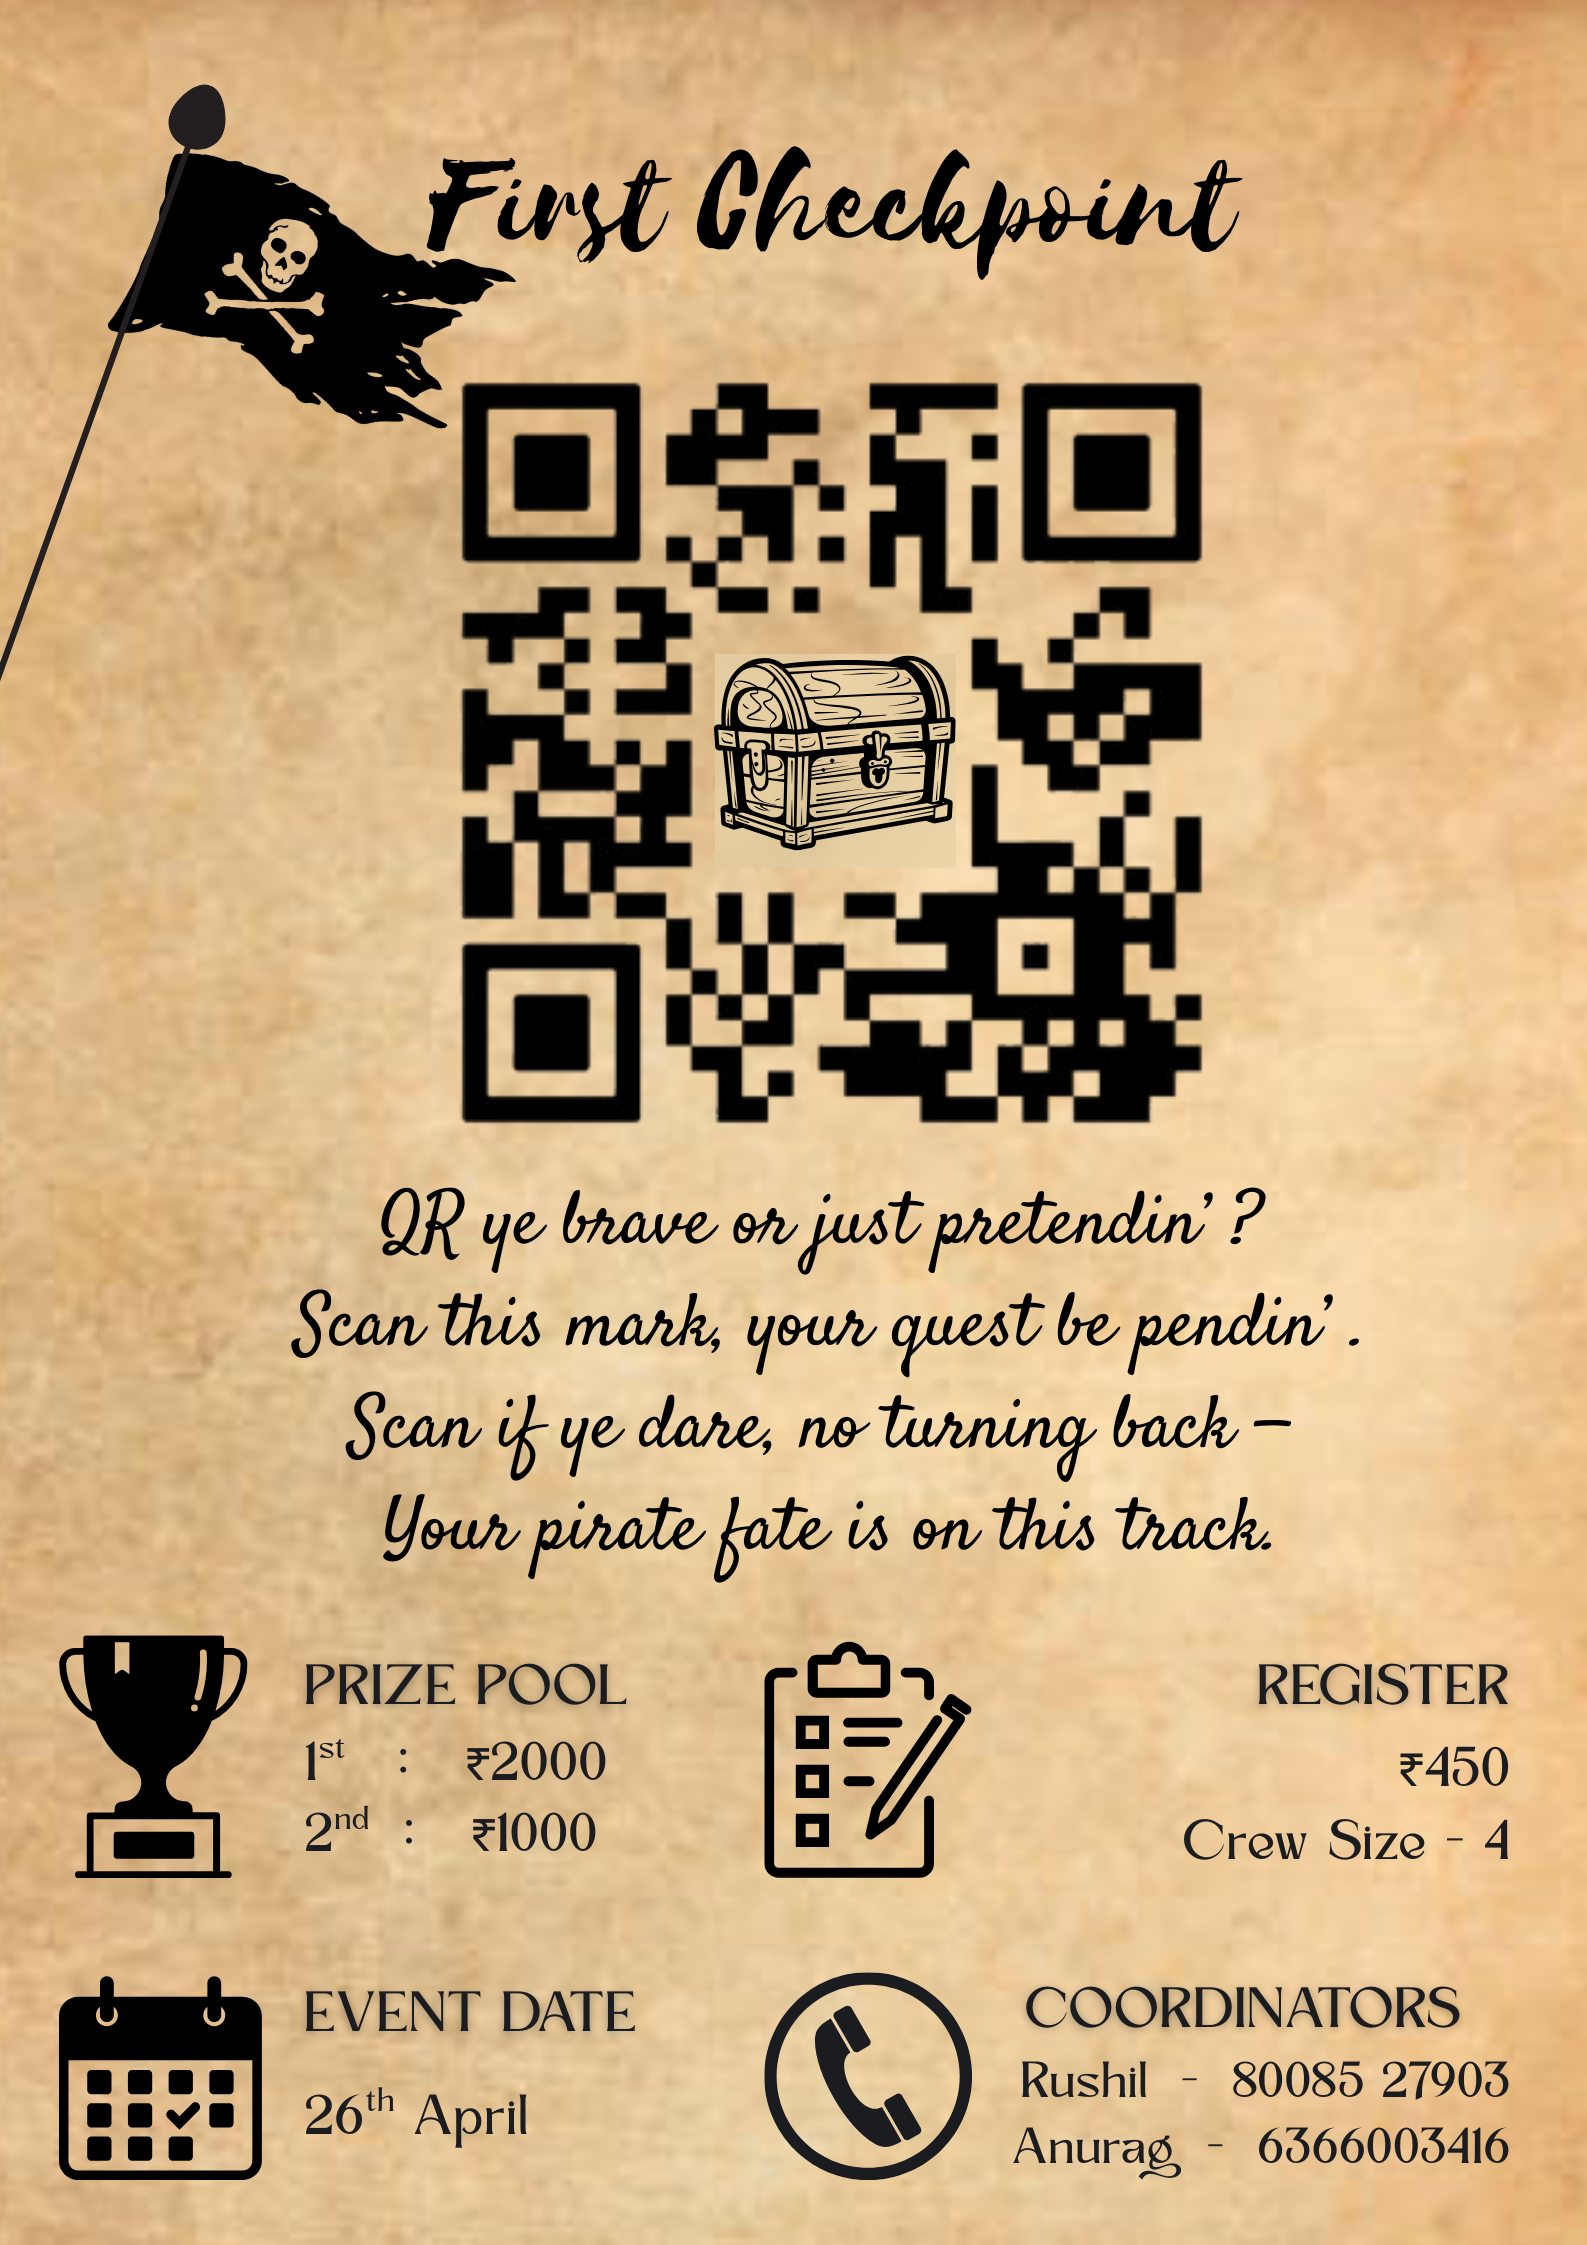 First Checkpoint
QR ye brave or just pretendin' ?
Scan this mark, your quest be pendin' .
Scan if ye dare, no turning back —
Your pirate fate is on this track.
PRIZE POOL
1st : ₹2000
2nd : ₹1000
REGISTER
₹450
Crew Size - 4
EVENT DATE
26th April
COORDINATORS
Rushil - 80085 27903
Anurag - 6366003416